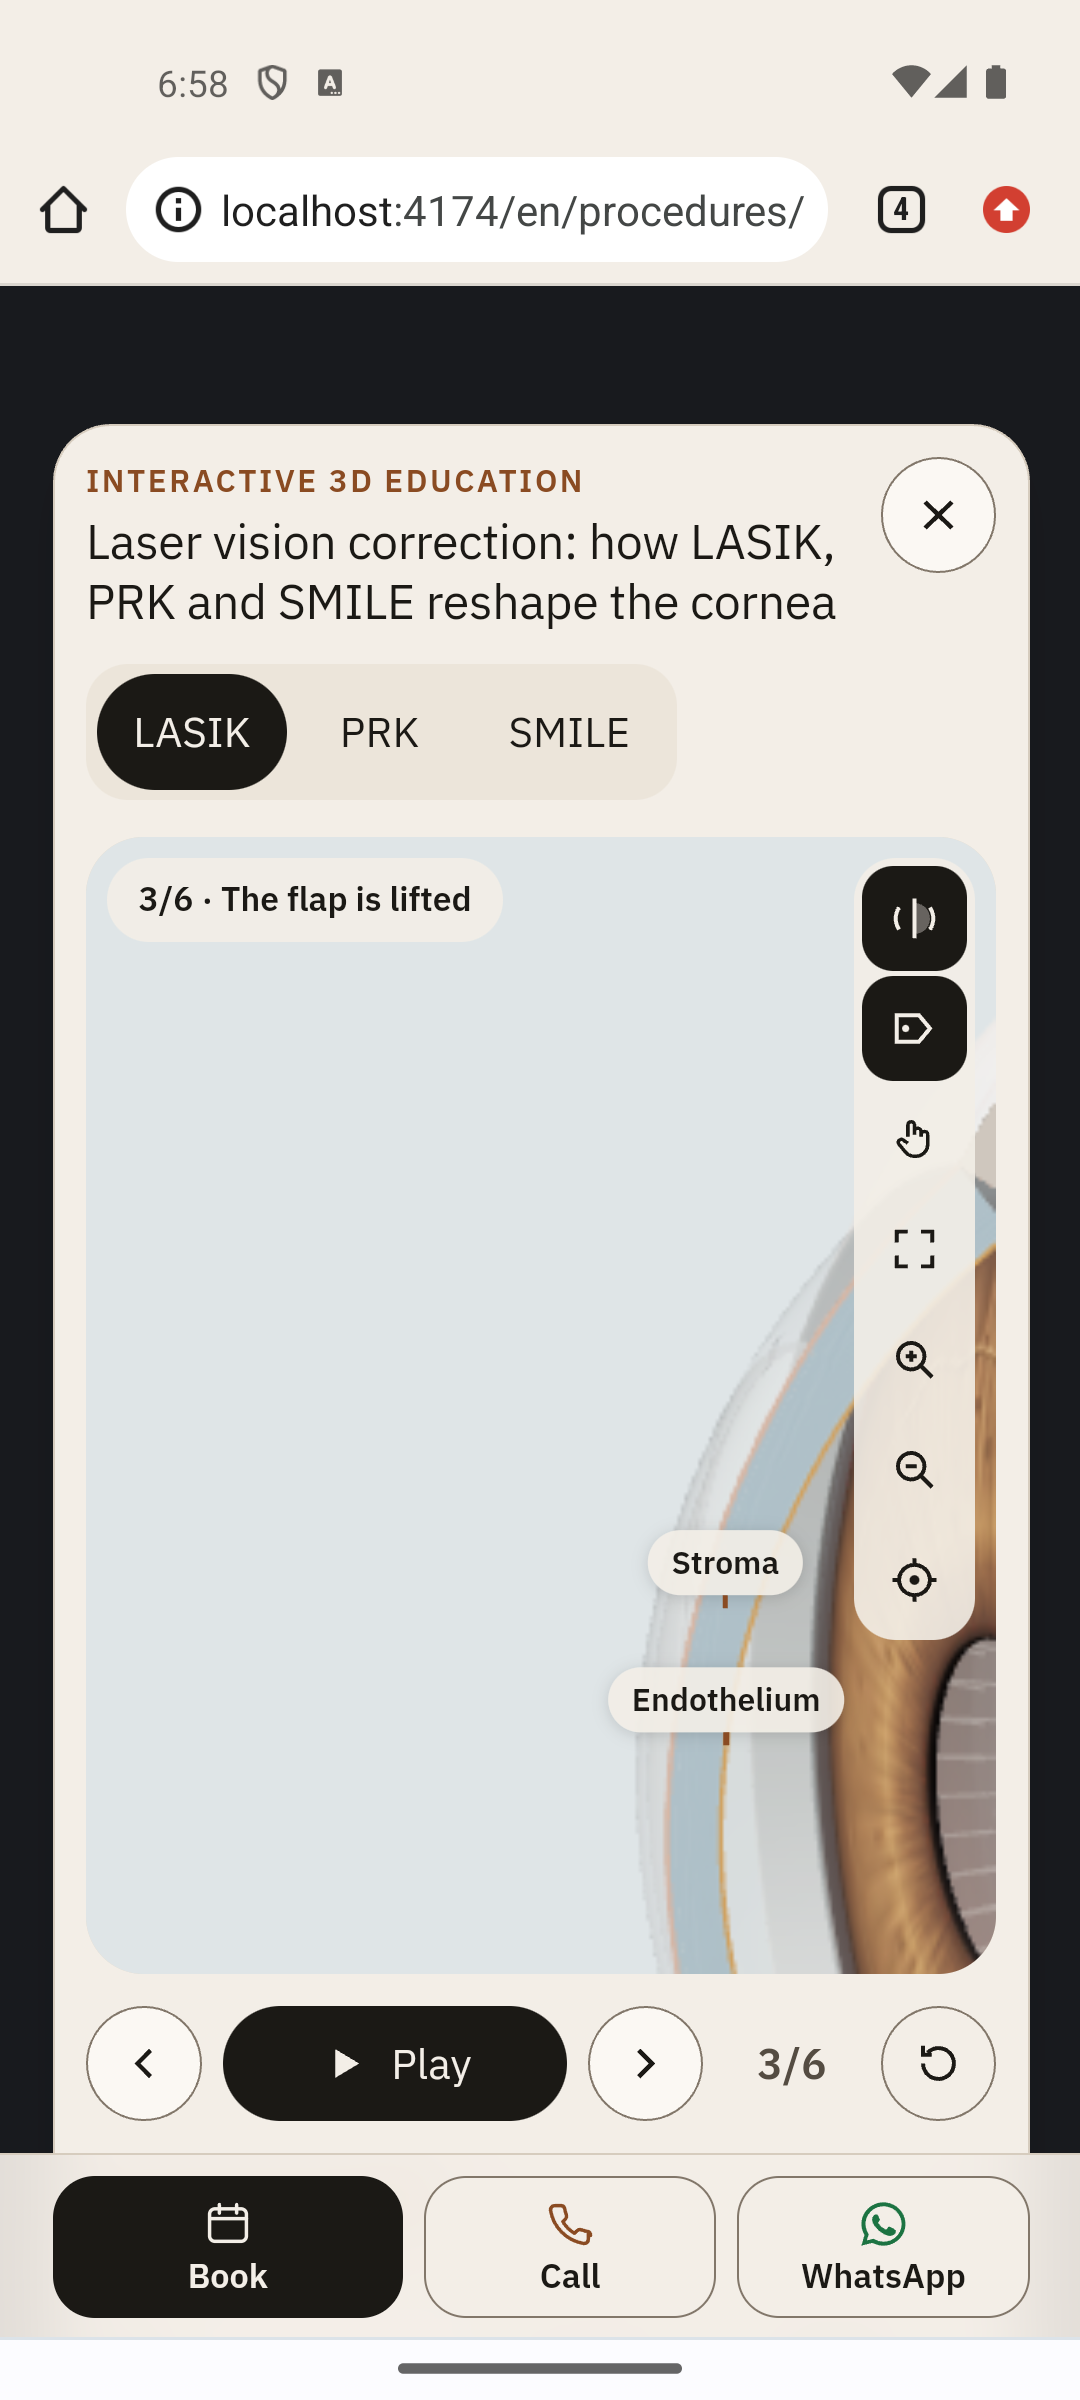 6:58
localhost:4174/en/procedures/
4
INTERACTIVE 3D EDUCATION
Laser vision correction: how LASIK,
PRK and SMILE reshape the cornea
LASIK PRK SMILE
3/6 · The flap is lifted
Stroma
Endothelium
Play 3/6
Book Call WhatsApp